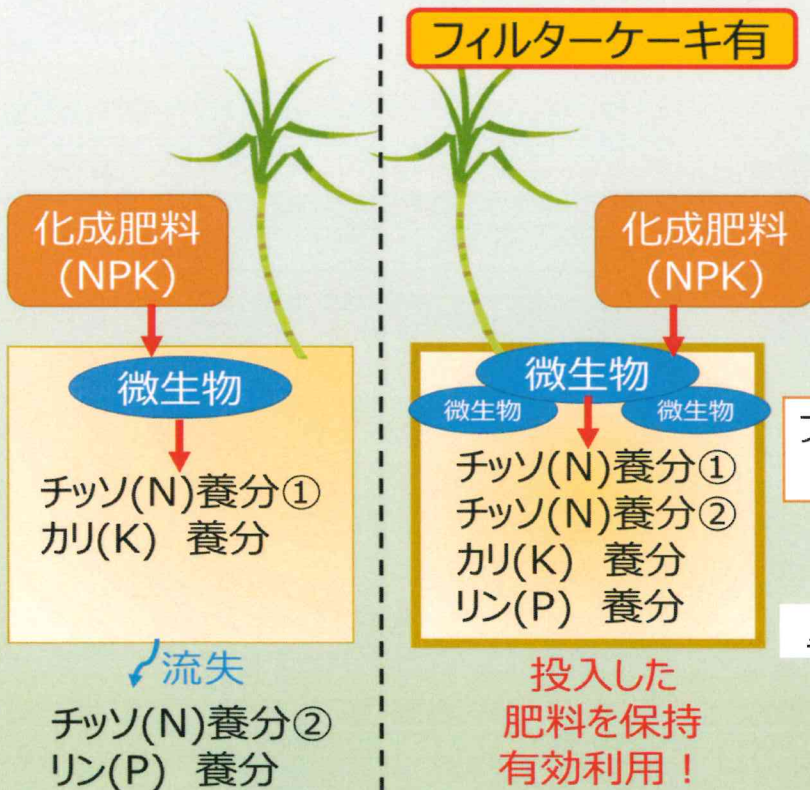 フィルターケーキ有
化成肥料
(NPK)
微生物
チッソ(N)養分①
カリ(K) 養分
流失
チッソ(N)養分②
リン(P) 養分
化成肥料
(NPK)
微生物
微生物
微生物
チッソ(N)養分①
チッソ(N)養分②
カリ(K) 養分
リン(P) 養分
投入した
肥料を保持
有効利用！